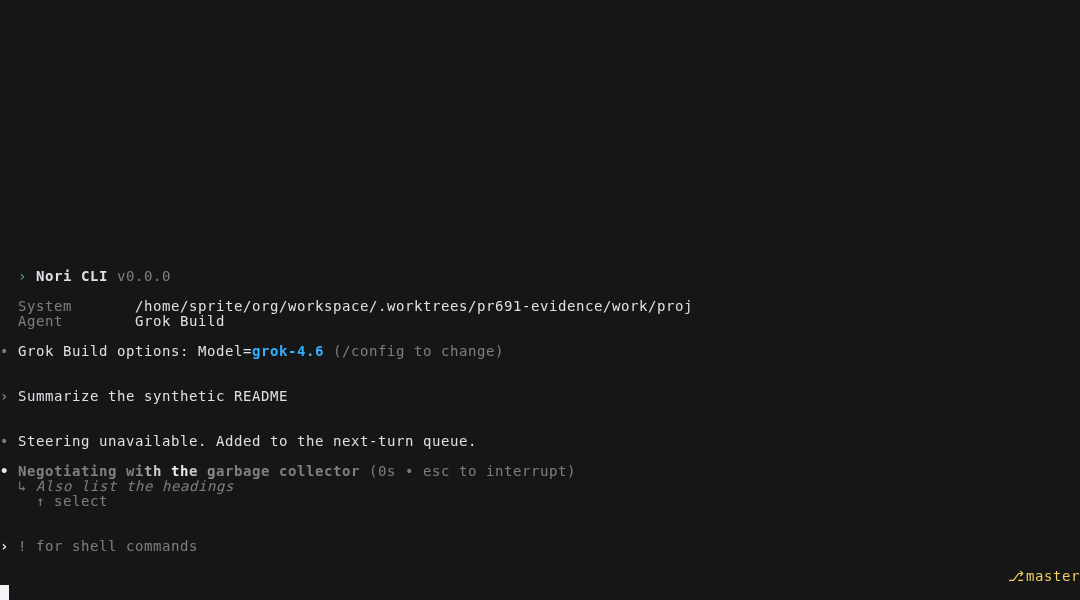 › Nori CLI v0.0.0
System /home/sprite/org/workspace/.worktrees/pr691-evidence/work/proj
Agent Grok Build
• Grok Build options: Model=grok-4.6 (/config to change)
› Summarize the synthetic README
• Steering unavailable. Added to the next-turn queue.
• Negotiating with the garbage collector (0s • esc to interrupt)
↳ Also list the headings
↑ select
› ! for shell commands
⎇master